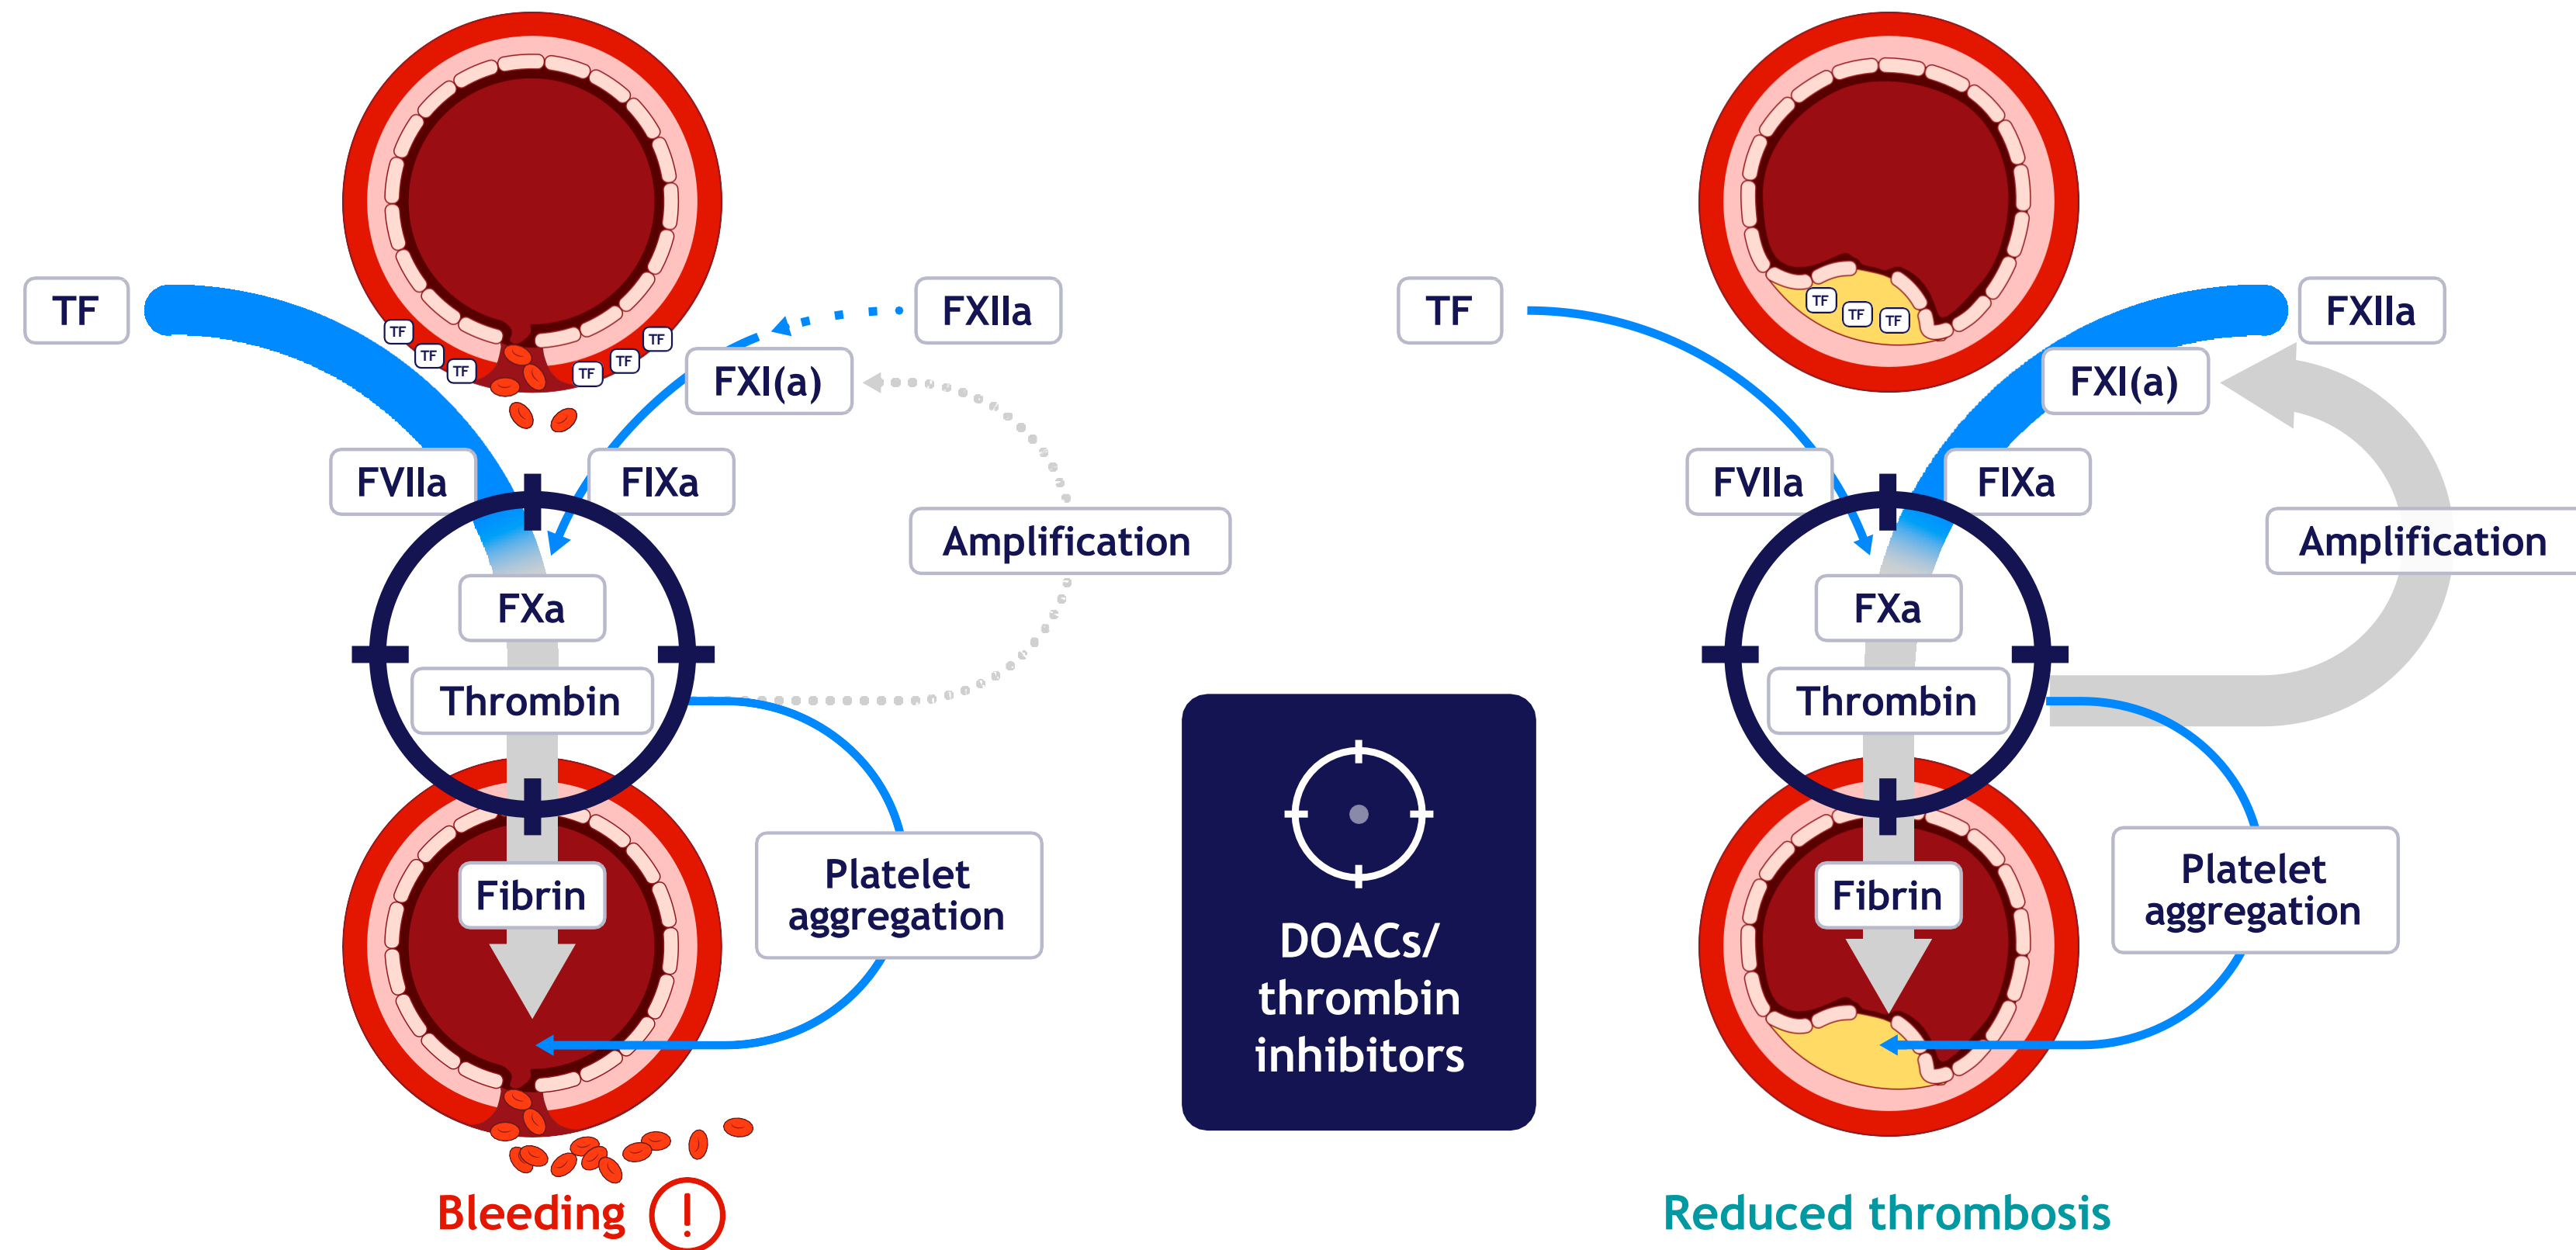 TF
TF
TF
TF
TF
TF
TF
FXIIa
FXI(a)
FVIIa
FIXa
Amplification
FXa
Thrombin
Fibrin
Platelet
aggregation
Bleeding !
DOACs/
thrombin
inhibitors
TF
TF
TF
TF
FXIIa
FXI(a)
FVIIa
FIXa
Amplification
FXa
Thrombin
Fibrin
Platelet
aggregation
Reduced thrombosis